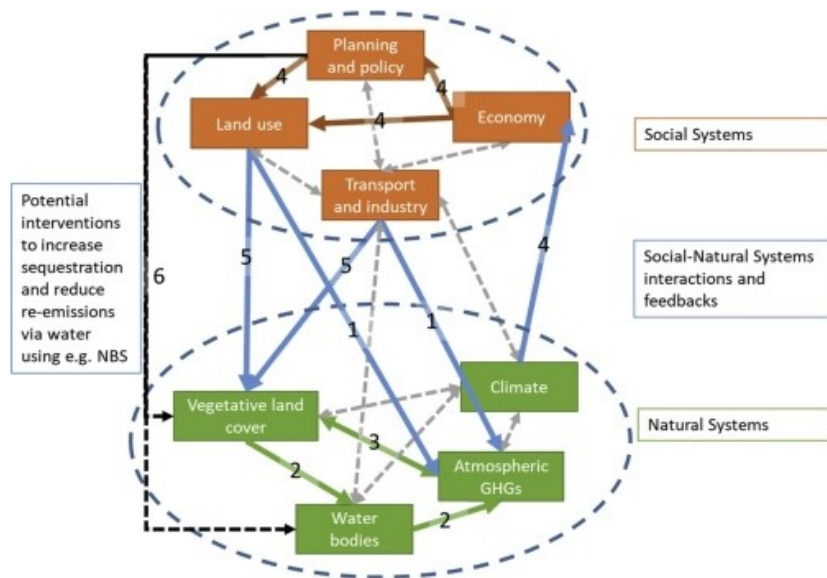 Planning
and policy
4
4
Land use
4
Economy
Social Systems
Transport
and industry
Potential
interventions
to increase
sequestration
and reduce
re-emissions
via water
using e.g. NBS
6
5
5
4
Social-Natural Systems
interactions and
feedbacks
1
1
Climate
Vegetative land
cover
Natural Systems
3
2
Atmospheric
GHGs
Water
bodies
2